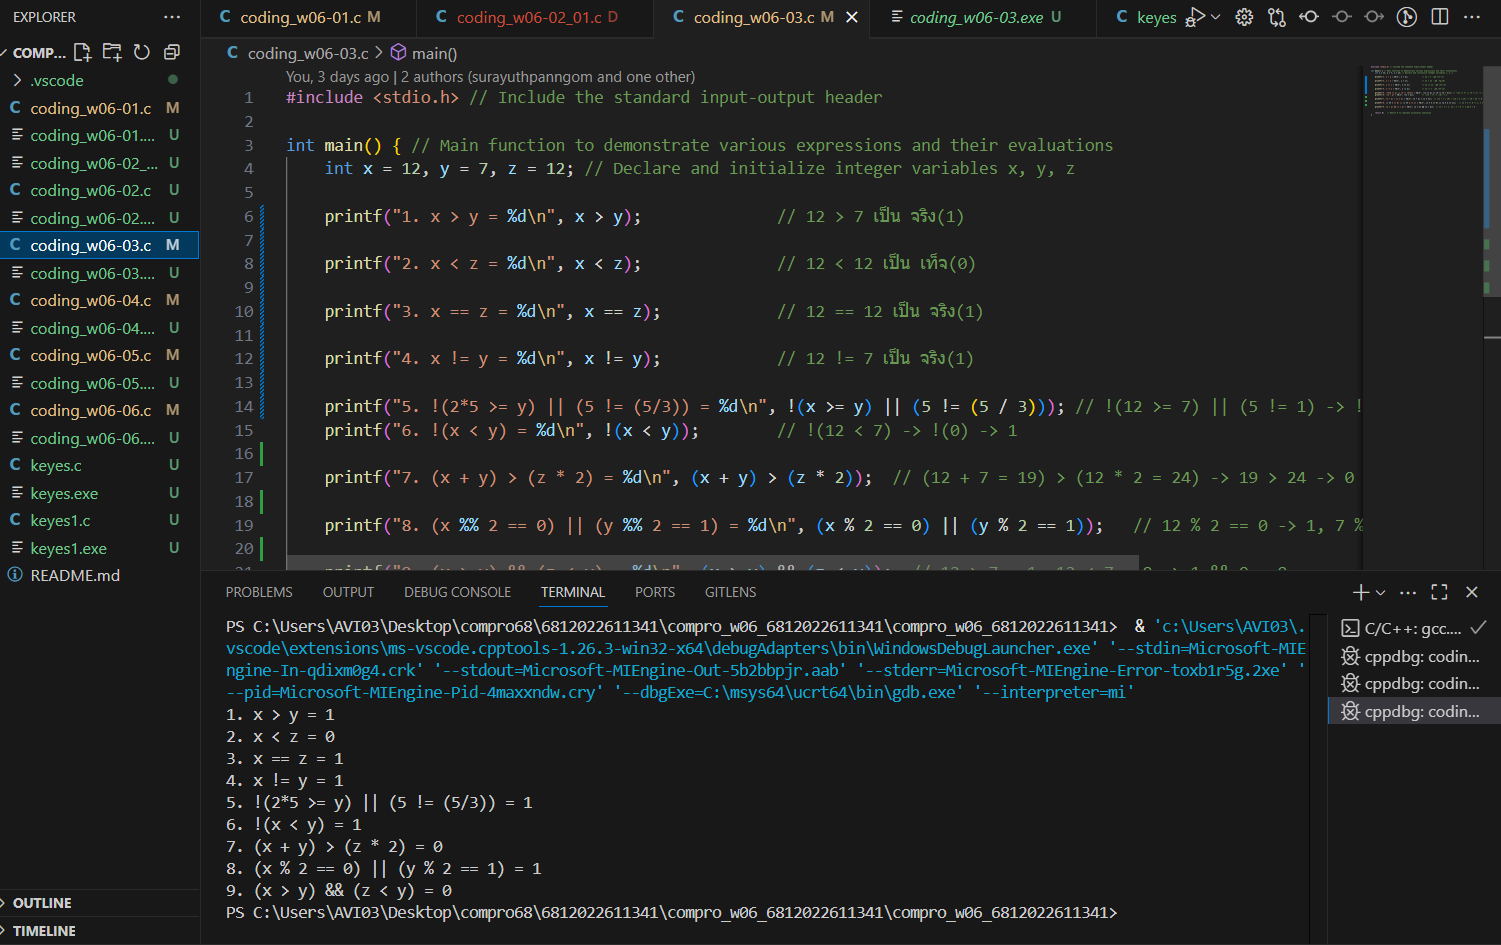 EXPLORER
COMP...
.vscode
coding_w06-01.c M
coding_w06-01.... U
coding_w06-02_... U
coding_w06-02.c U
coding_w06-02.... U
coding_w06-03.c M
coding_w06-03.... U
coding_w06-04.c M
coding_w06-04.... U
coding_w06-05.c M
coding_w06-05.... U
coding_w06-06.c M
coding_w06-06.... U
keyes.c U
keyes.exe U
keyes1.c U
keyes1.exe U
README.md
OUTLINE
TIMELINE
coding_w06-01.c M coding_w06-02_01.c D coding_w06-03.c M coding_w06-03.exe U keyes
coding_w06-03.c > main()
You, 3 days ago | 2 authors (surayuthpanngom and one other)
1 #include <stdio.h> // Include the standard input-output header
2
3 int main() { // Main function to demonstrate various expressions and their evaluations
4 int x = 12, y = 7, z = 12; // Declare and initialize integer variables x, y, z
5
6 printf("1. x > y = %d\n", x > y); // 12 > 7 เป็น จริง(1)
7
8 printf("2. x < z = %d\n", x < z); // 12 < 12 เป็น เท็จ(0)
9
10 printf("3. x == z = %d\n", x == z); // 12 == 12 เป็น จริง(1)
11
12 printf("4. x != y = %d\n", x != y); // 12 != 7 เป็น จริง(1)
13
14 printf("5. !(2*5 >= y) || (5 != (5/3)) = %d\n", !(x >= y) || (5 != (5 / 3))); // !(12 >= 7) || (5 != 1) -> !
15 printf("6. !(x < y) = %d\n", !(x < y)); // !(12 < 7) -> !(0) -> 1
16
17 printf("7. (x + y) > (z * 2) = %d\n", (x + y) > (z * 2)); // (12 + 7 = 19) > (12 * 2 = 24) -> 19 > 24 -> 0
18
19 printf("8. (x %% 2 == 0) || (y %% 2 == 1) = %d\n", (x % 2 == 0) || (y % 2 == 1)); // 12 % 2 == 0 -> 1, 7 %
20
PROBLEMS OUTPUT DEBUG CONSOLE TERMINAL PORTS GITLENS
PS C:\Users\AVI03\Desktop\compro68\6812022611341\compro_w06_6812022611341\compro_w06_6812022611341> & 'c:\Users\AVI03\.
vscode\extensions\ms-vscode.cpptools-1.26.3-win32-x64\debugAdapters\bin\WindowsDebugLauncher.exe' '--stdin=Microsoft-MIE
ngine-In-qdixm0g4.crk' '--stdout=Microsoft-MIEngine-Out-5b2bbpjr.aab' '--stderr=Microsoft-MIEngine-Error-toxb1r5g.2xe' '
--pid=Microsoft-MIEngine-Pid-4maxxndw.cry' '--dbgExe=C:\msys64\ucrt64\bin\gdb.exe' '--interpreter=mi'
1. x > y = 1
2. x < z = 0
3. x == z = 1
4. x != y = 1
5. !(2*5 >= y) || (5 != (5/3)) = 1
6. !(x < y) = 1
7. (x + y) > (z * 2) = 0
8. (x % 2 == 0) || (y % 2 == 1) = 1
9. (x > y) && (z < y) = 0
PS C:\Users\AVI03\Desktop\compro68\6812022611341\compro_w06_6812022611341\compro_w06_6812022611341>
C/C++: gcc....
cppdbg: codin...
cppdbg: codin...
cppdbg: codin...